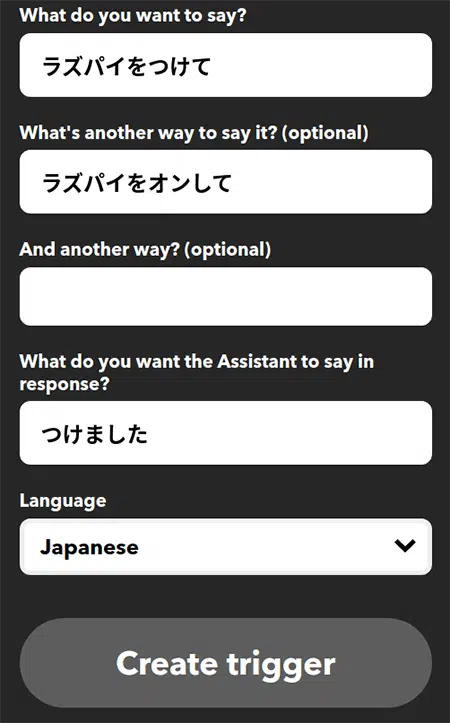 What do you want to say?
ラズパイをつけて
What's another way to say it? (optional)
ラズパイをオンして
And another way? (optional)
What do you want the Assistant to say in
response?
つけました
Language
Japanese
Create trigger